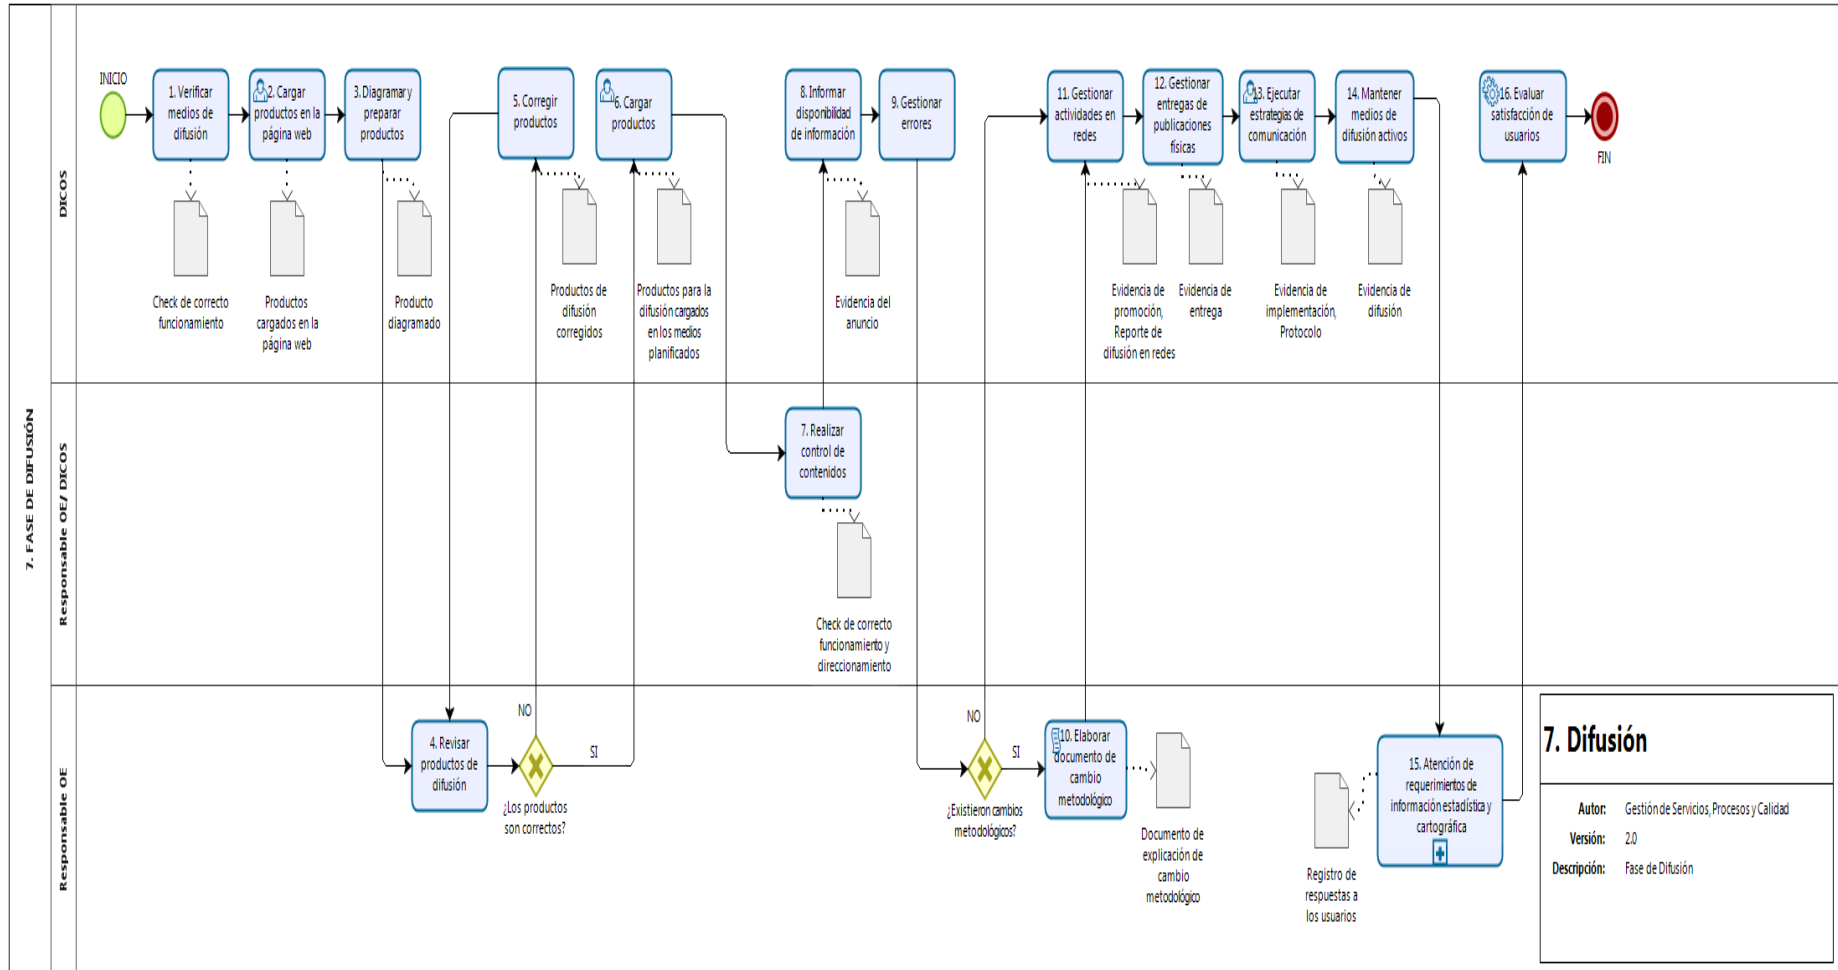 7. FASE DE DIFUSIÓN
DICOS
INICIO
1. Verificar
medios de
difusión
2. Cargar
productos en la
página web
3.Diagramar y
preparar
productos
5. Corregir
productos
6. Cargar
productos
8. Informar
disponibilidad
de información
9. Gestionar
errores
11. Gestionar
actividades en
redes
12. Gestionar
entregas de
publicaciones
físicas
13. Ejecutar
estrategias de
comunicación
14. Mantener
medios de
difusión activos
16. Evaluar
satisfacción de
usuarios
FIN
Check de correcto
funcionamiento
Productos
cargados en la
página web
Producto
diagramado
Productos de
difusión
corregidos
Productos para la
difusión cargados
en los medios
planificados
Evidencia del
anuncio
Evidencia de
promoción,
Reporte de
difusión en redes
Evidencia de
entrega
Evidencia de
implementación,
Protocolo
Evidencia de
difusión
Responsable OE/ DICOS
7. Realizar
control de
contenidos
Check de correcto
funcionamiento y
direccionamiento
Responsable OE
4. Revisar
productos de
difusión
NO
SI
¿Los productos
son correctos?
NO
SI
¿Existieron cambios
metodológicos?
10. Elaborar
documento de
cambio
metodológico
Documento de
explicación de
cambio
metodológico
15. Atención de
requerimientos de
información estadística y
cartográfica
Registro de
respuestas a
los usuarios
7. Difusión
Autor: Gestión de Servicios, Procesos y Calidad
Versión: 2.0
Descripción: Fase de Difusión